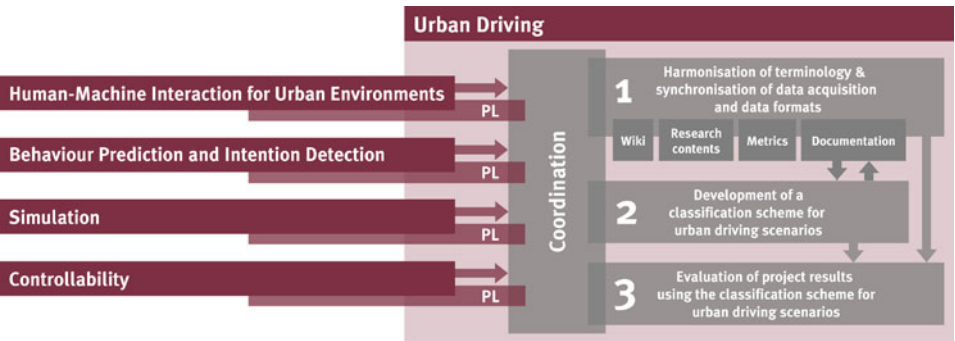 Urban Driving
Human-Machine Interaction for Urban Environments
PL
Behaviour Prediction and Intention Detection
PL
Simulation
PL
Controllability
PL
Coordination
1
Harmonisation of terminology &
synchronisation of data acquisition
and data formats
Wiki
Research
contents
Metrics
Documentation
2
Development of a
classification scheme for
urban driving scenarios
3
Evaluation of project results
using the classification scheme for
urban driving scenarios